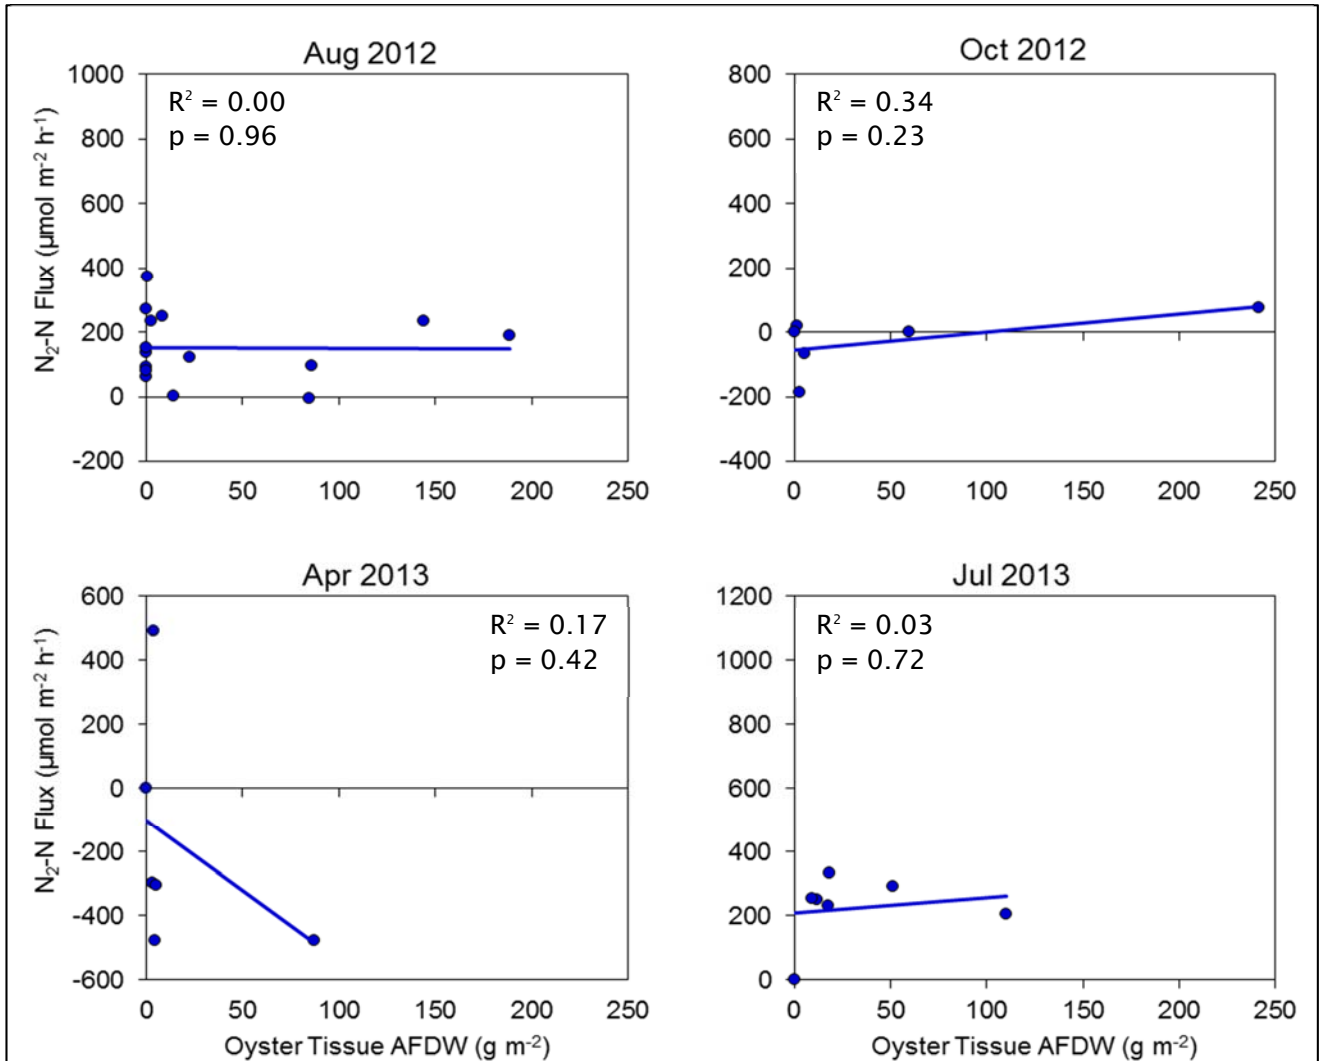 Aug 2012
1000
800
600
400
200
0
-200
N₂-N Flux (µmol m⁻² h⁻¹)
R² = 0.00
p = 0.96
0 50 100 150 200 250
Oct 2012
800
600
400
200
0
-200
-400
R² = 0.34
p = 0.23
0 50 100 150 200 250
Apr 2013
600
400
200
0
-200
-400
-600
N₂-N Flux (µmol m⁻² h⁻¹)
R² = 0.17
p = 0.42
0 50 100 150 200 250
Oyster Tissue AFDW (g m⁻²)
Jul 2013
1200
1000
800
600
400
200
0
R² = 0.03
p = 0.72
0 50 100 150 200 250
Oyster Tissue AFDW (g m⁻²)